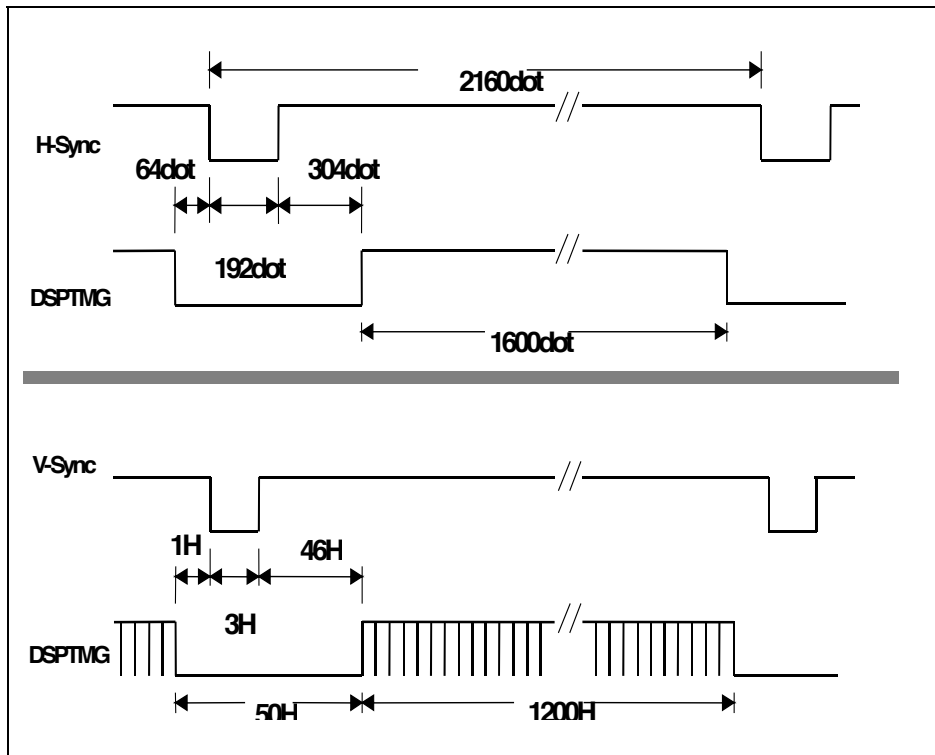 2160dot
H-Sync
64dot
304dot
192dot
DSPTMG
1600dot
V-Sync
1H
46H
3H
DSPTMG
50H
1200H